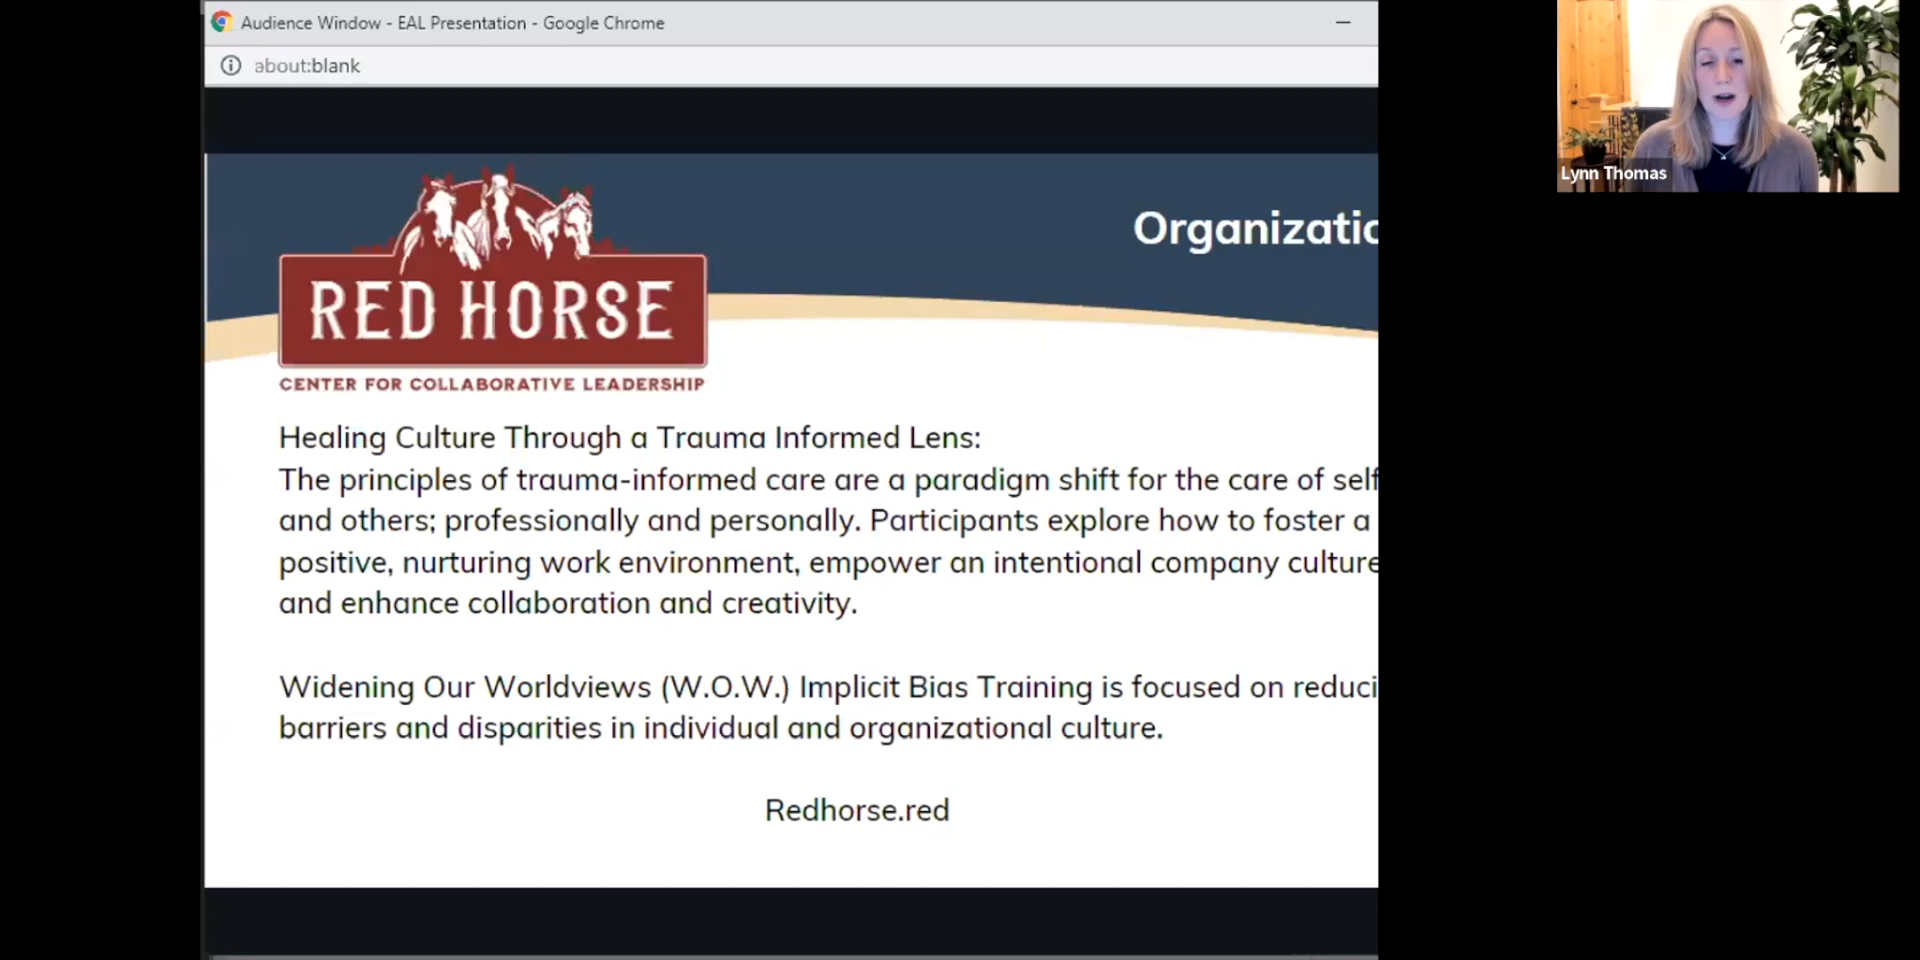 Audience Window - EAL Presentation - Google Chrome
about:blank
Lynn Thomas
Organizatio
RED HORSE
CENTER FOR COLLABORATIVE LEADERSHIP
Healing Culture Through a Trauma Informed Lens:
The principles of trauma-informed care are a paradigm shift for the care of self
and others; professionally and personally. Participants explore how to foster a
positive, nurturing work environment, empower an intentional company culture
and enhance collaboration and creativity.
Widening Our Worldviews (W.O.W.) Implicit Bias Training is focused on reduci
barriers and disparities in individual and organizational culture.
Redhorse.red